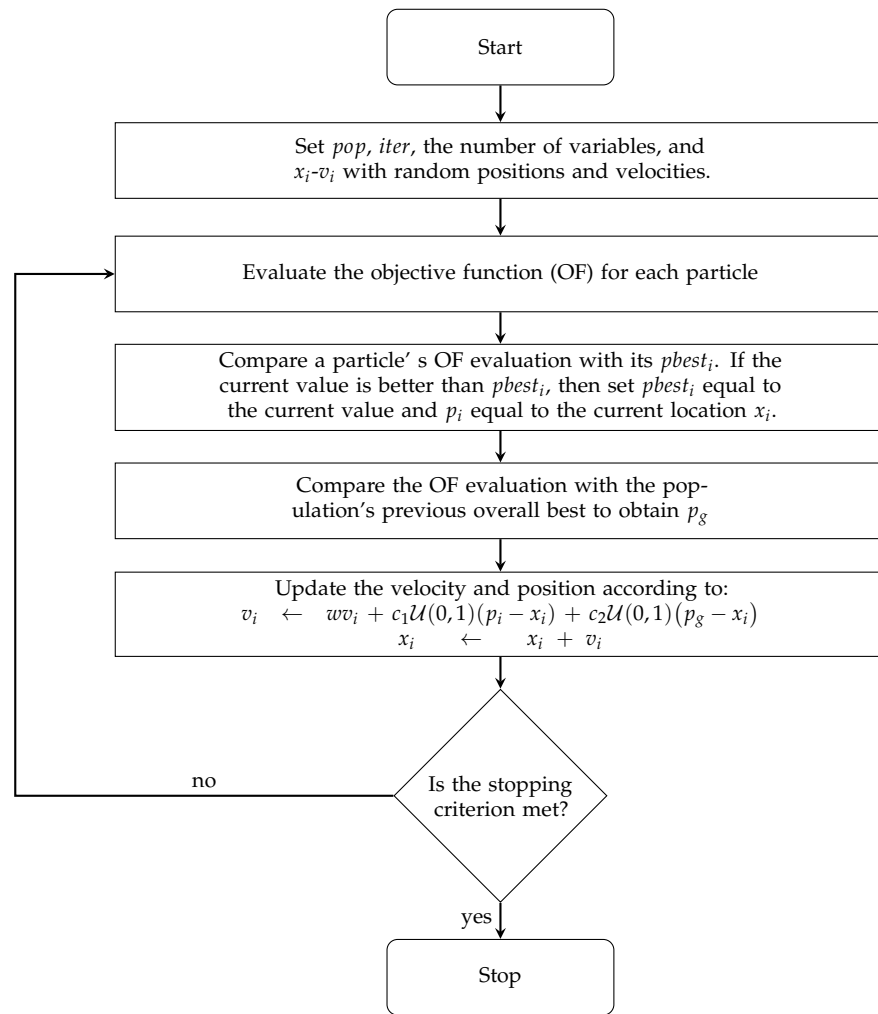 Start
Set pop, iter, the number of variables, and
x_i-v_i with random positions and velocities.
Evaluate the objective function (OF) for each particle
Compare a particle' s OF evaluation with its pbest_i. If the
current value is better than pbest_i, then set pbest_i equal to
the current value and p_i equal to the current location x_i.
Compare the OF evaluation with the pop-
ulation's previous overall best to obtain p_g
Update the velocity and position according to:
v_i ← wv_i + c_1𝒰(0,1)(p_i − x_i) + c_2𝒰(0,1)(p_g − x_i)
x_i ← x_i + v_i
no
Is the stopping
criterion met?
yes
Stop